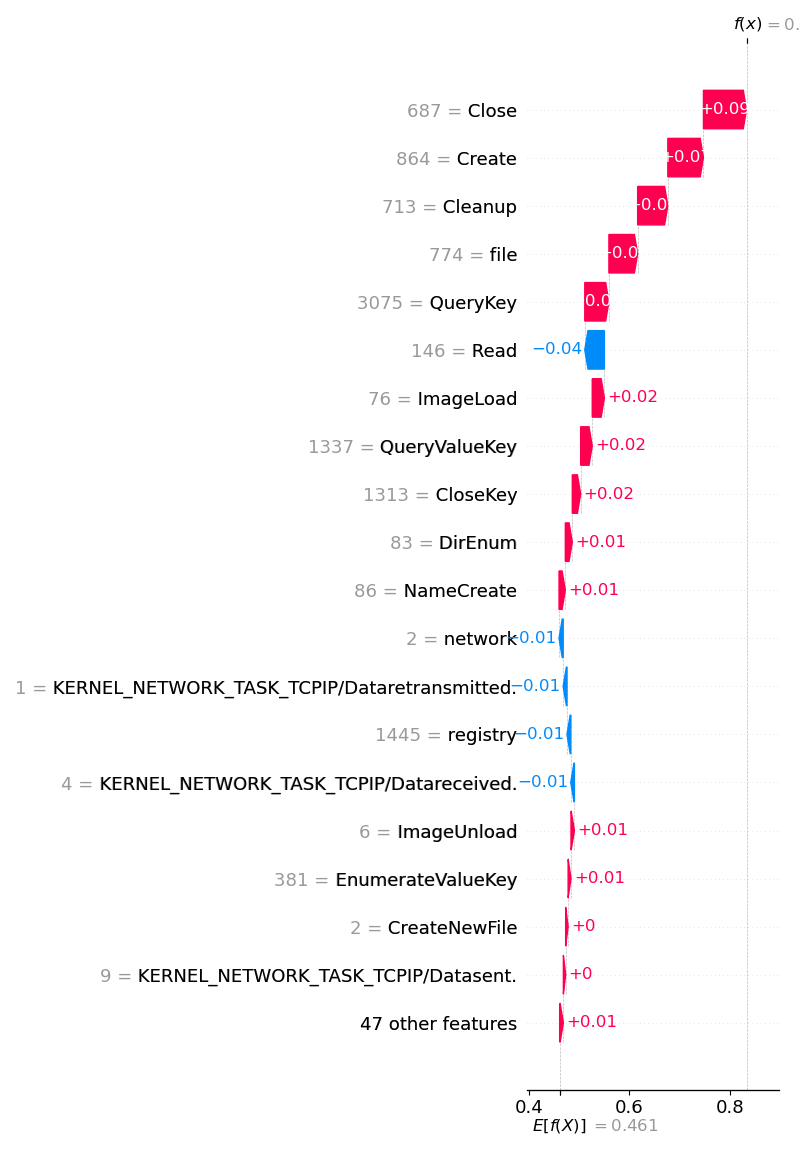 f(x) = 0.
687 = Close +0.09
864 = Create +0.07
713 = Cleanup
774 = file
3075 = QueryKey
146 = Read −0.04
76 = ImageLoad +0.02
1337 = QueryValueKey +0.02
1313 = CloseKey +0.02
83 = DirEnum +0.01
86 = NameCreate +0.01
2 = network −0.01
1 = KERNEL_NETWORK_TASK_TCPIP/Dataretransmitted. −0.01
1445 = registry −0.01
4 = KERNEL_NETWORK_TASK_TCPIP/Datareceived. −0.01
6 = ImageUnload +0.01
381 = EnumerateValueKey +0.01
2 = CreateNewFile +0
9 = KERNEL_NETWORK_TASK_TCPIP/Datasent. +0
47 other features +0.01
0.4 0.6 0.8
E[f(X)] = 0.461